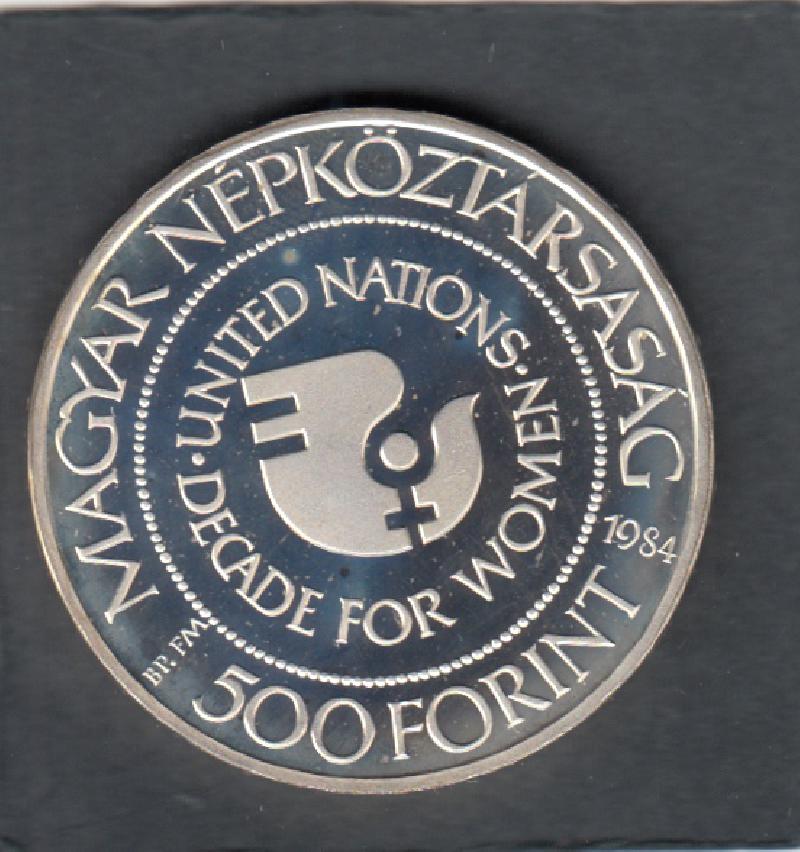 MAGYAR NÉPKÖZTÁRSASÁG
1984
500 FORINT
BP. FM.
·UNITED NATIONS·
DECADE FOR WOMEN